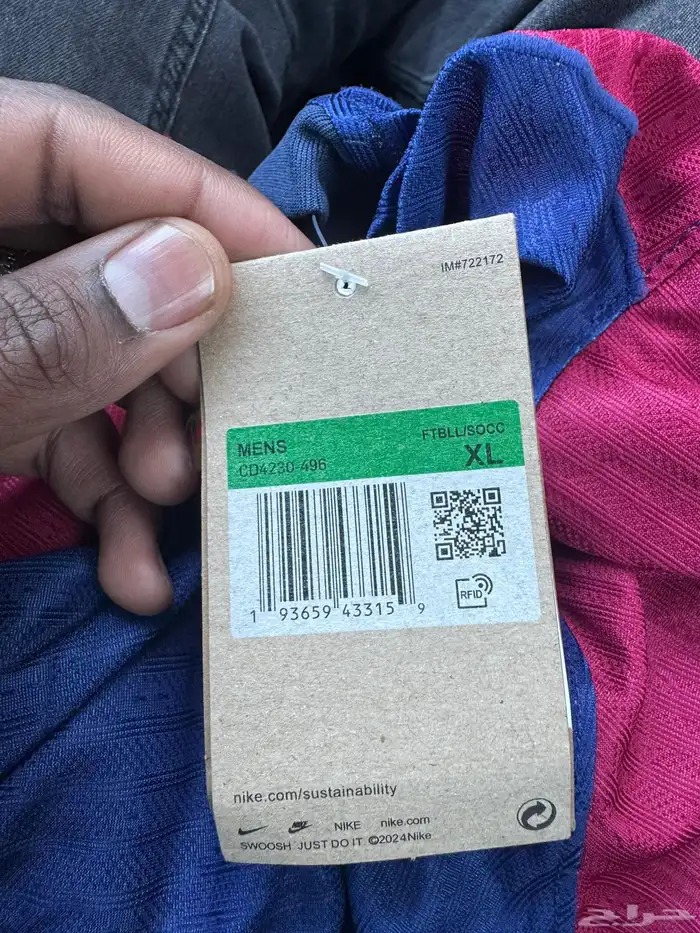 IM#722172
MENS
FTBLL/SOCC
CD4230-496
XL
RFID
1 93659 43315 9
nike.com/sustainability
NIKE nike.com
SWOOSH JUST DO IT ©2024Nike
حراج